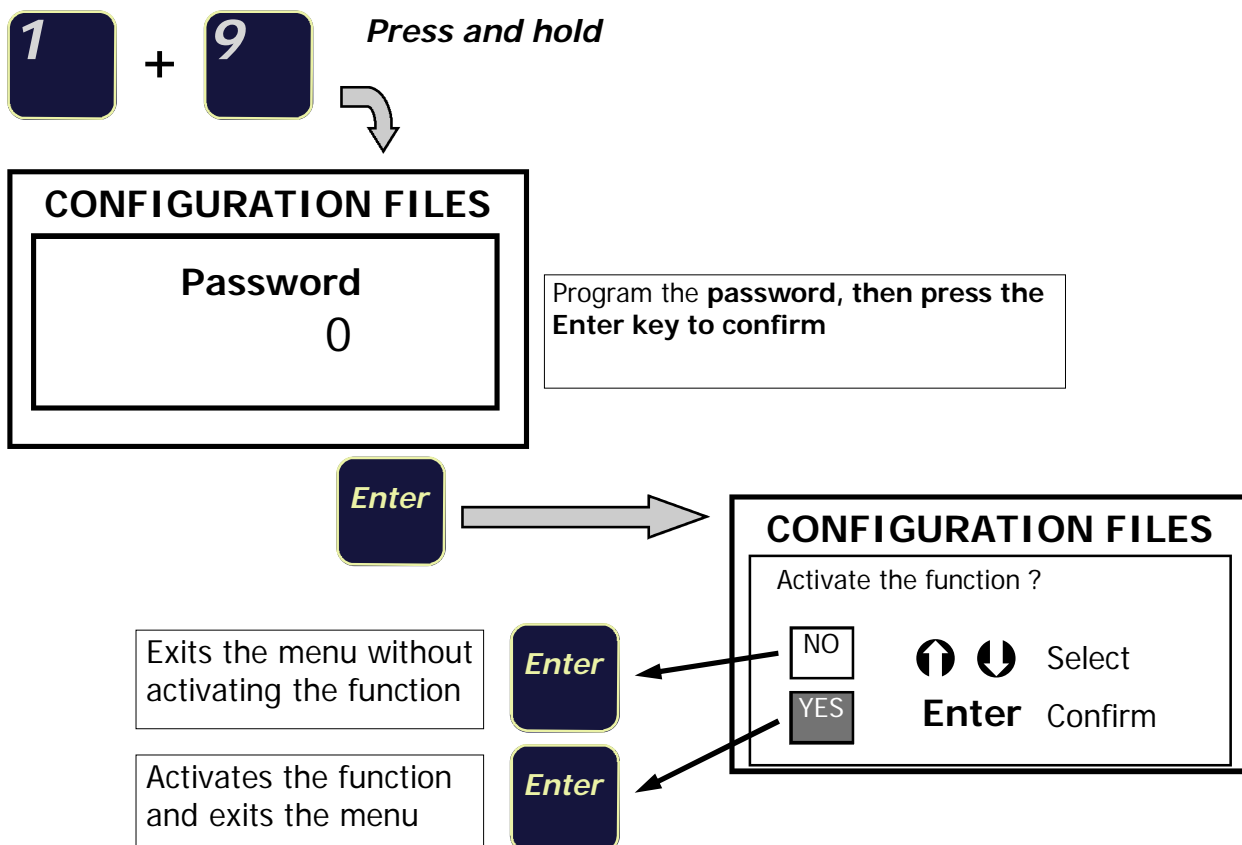 1 + 9 Press and hold
CONFIGURATION FILES
Password
0
Program the password, then press the
Enter key to confirm
Enter
CONFIGURATION FILES
Activate the function ?
NO Select
YES Enter Confirm
Exits the menu without
activating the function
Enter
Activates the function
and exits the menu
Enter